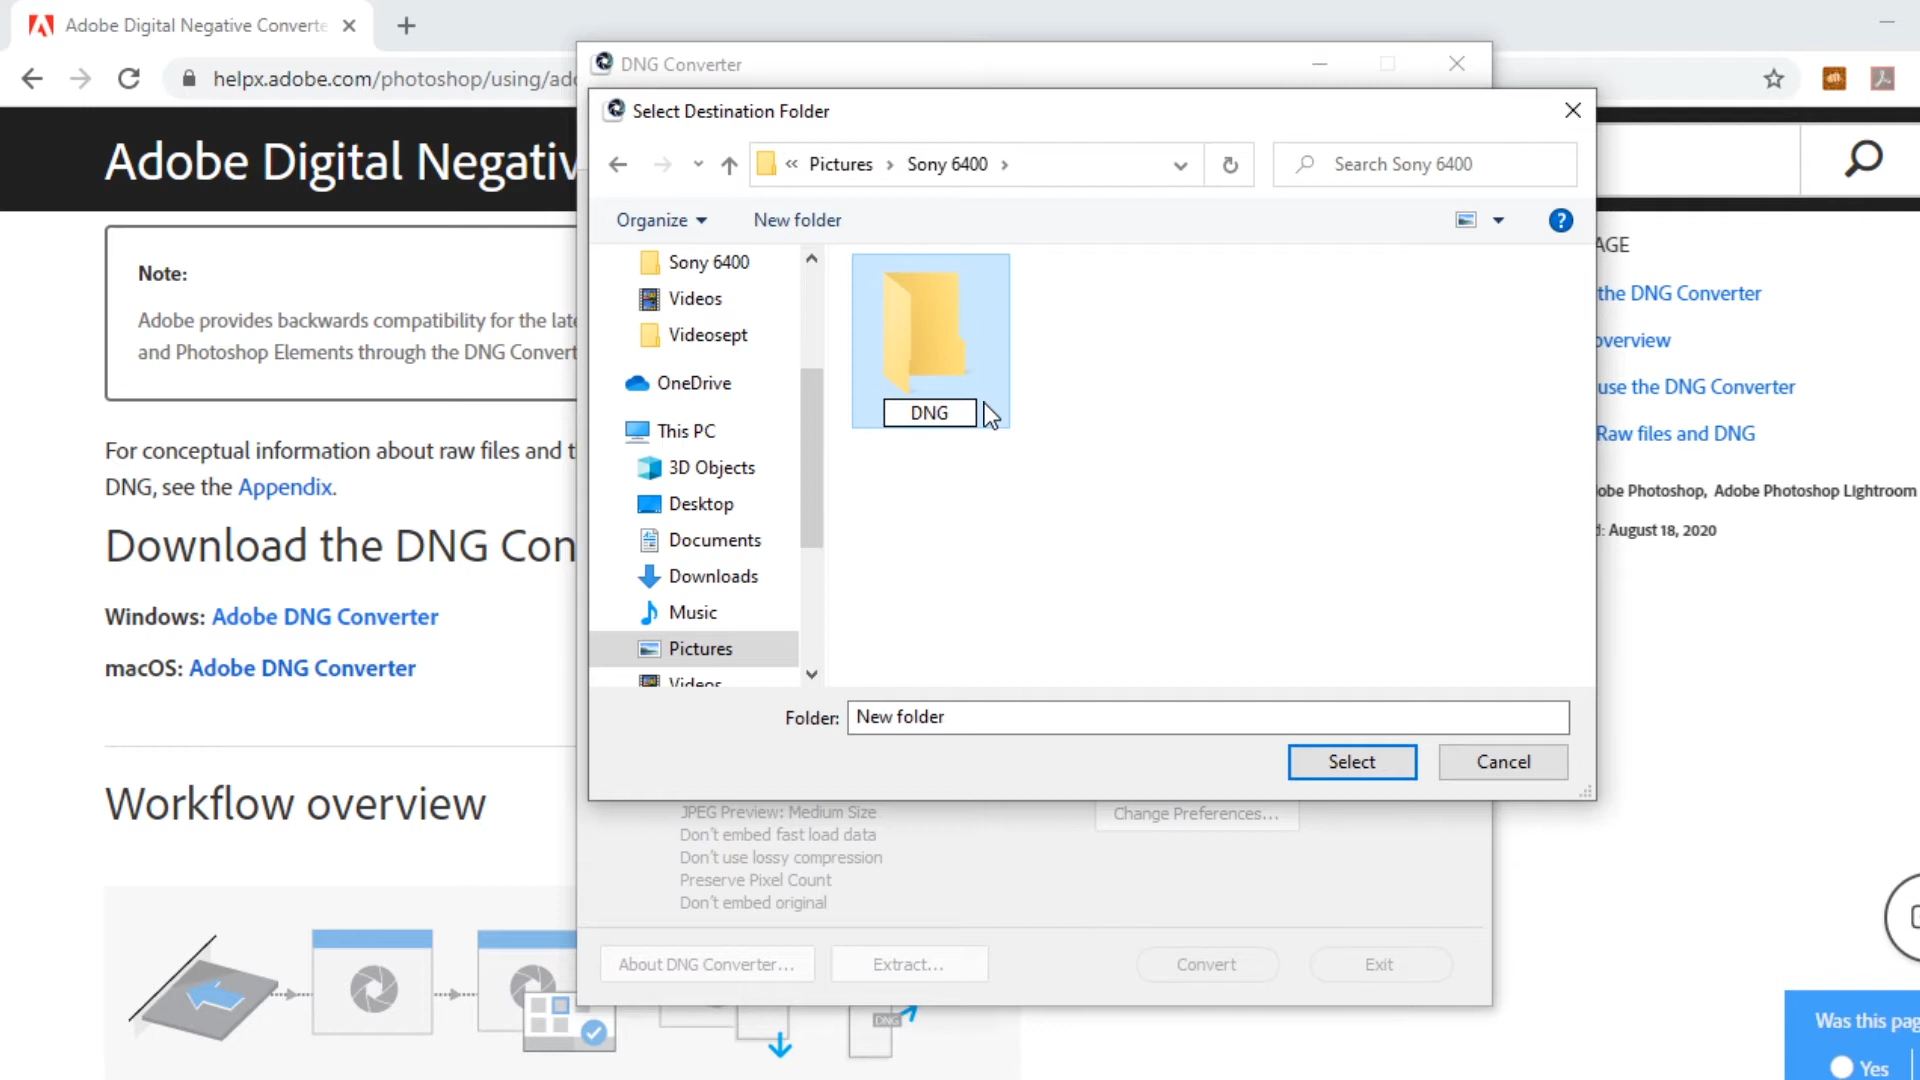 Adobe Digital Negative Converte
helpx.adobe.com/photoshop/using/ado
DNG Converter
Select Destination Folder
Adobe Digital Negativ
« Pictures › Sony 6400 ›
Search Sony 6400
Organize
New folder
?
Note:
Adobe provides backwards compatibility for the late
and Photoshop Elements through the DNG Convert
Sony 6400
Videos
Videosept
OneDrive
This PC
3D Objects
Desktop
Documents
Downloads
Music
Pictures
Videos
DNG
AGE
the DNG Converter
overview
use the DNG Converter
Raw files and DNG
obe Photoshop, Adobe Photoshop Lightroom
d: August 18, 2020
For conceptual information about raw files and t
DNG, see the Appendix.
Download the DNG Con
Windows: Adobe DNG Converter
macOS: Adobe DNG Converter
Folder: New folder
Select
Cancel
Workflow overview
JPEG Preview: Medium Size
Don't embed fast load data
Don't use lossy compression
Preserve Pixel Count
Don't embed original
Change Preferences...
About DNG Converter...
Extract...
Convert
Exit
DNG
Was this pag
Yes